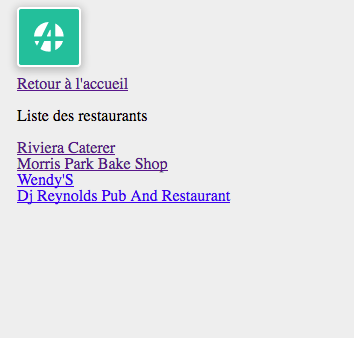 Retour à l'accueil
Liste des restaurants
Riviera Caterer
Morris Park Bake Shop
Wendy'S
Dj Reynolds Pub And Restaurant